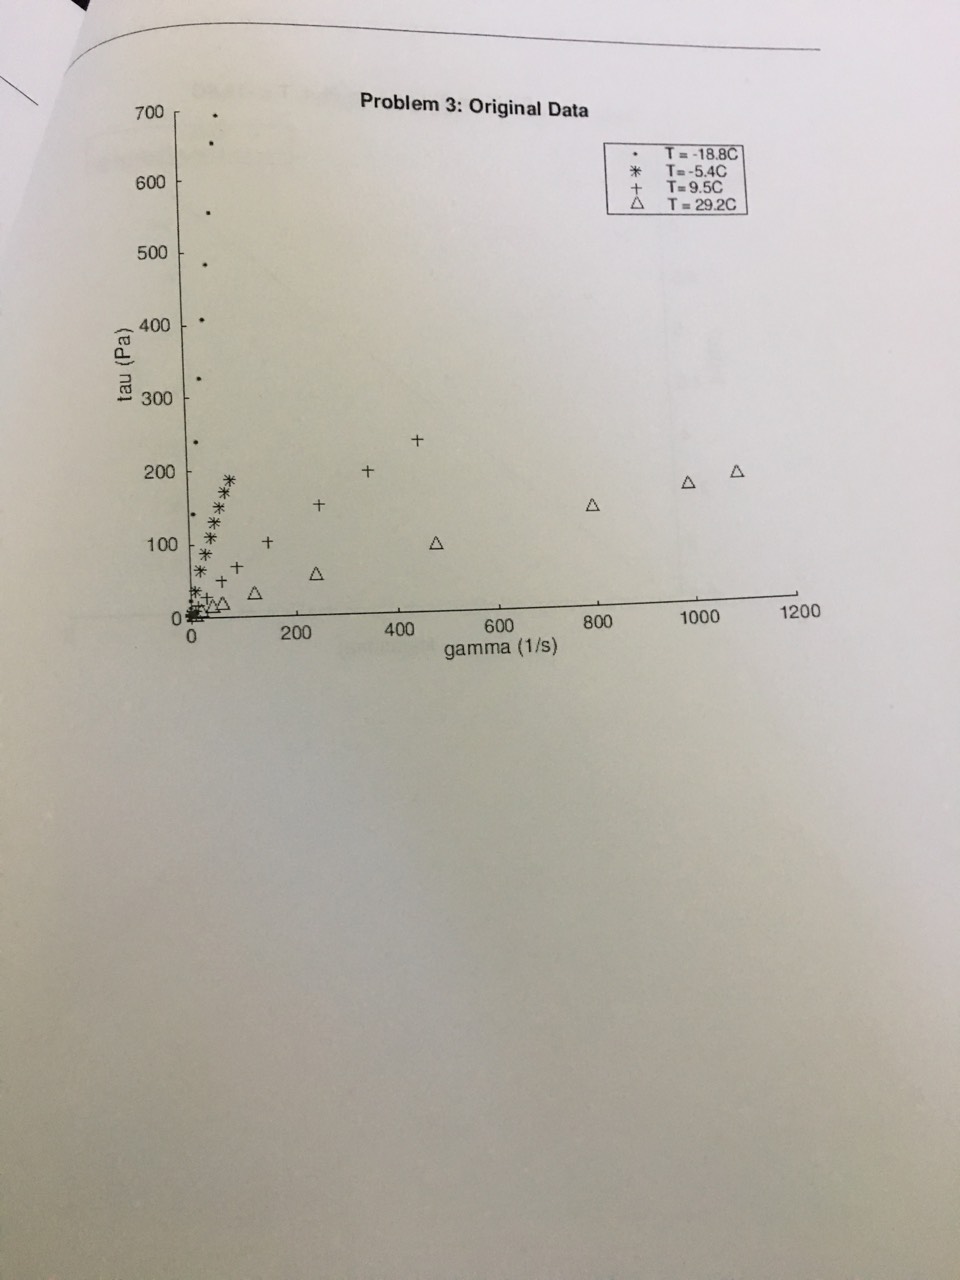 Problem 3: Original Data
T = -18.8C
T= -5.4C
T= 9.5C
T = 29.2C
700
600
500
400
300
200
100
0
tau (Pa)
0
200
400
600
800
1000
1200
gamma (1/s)